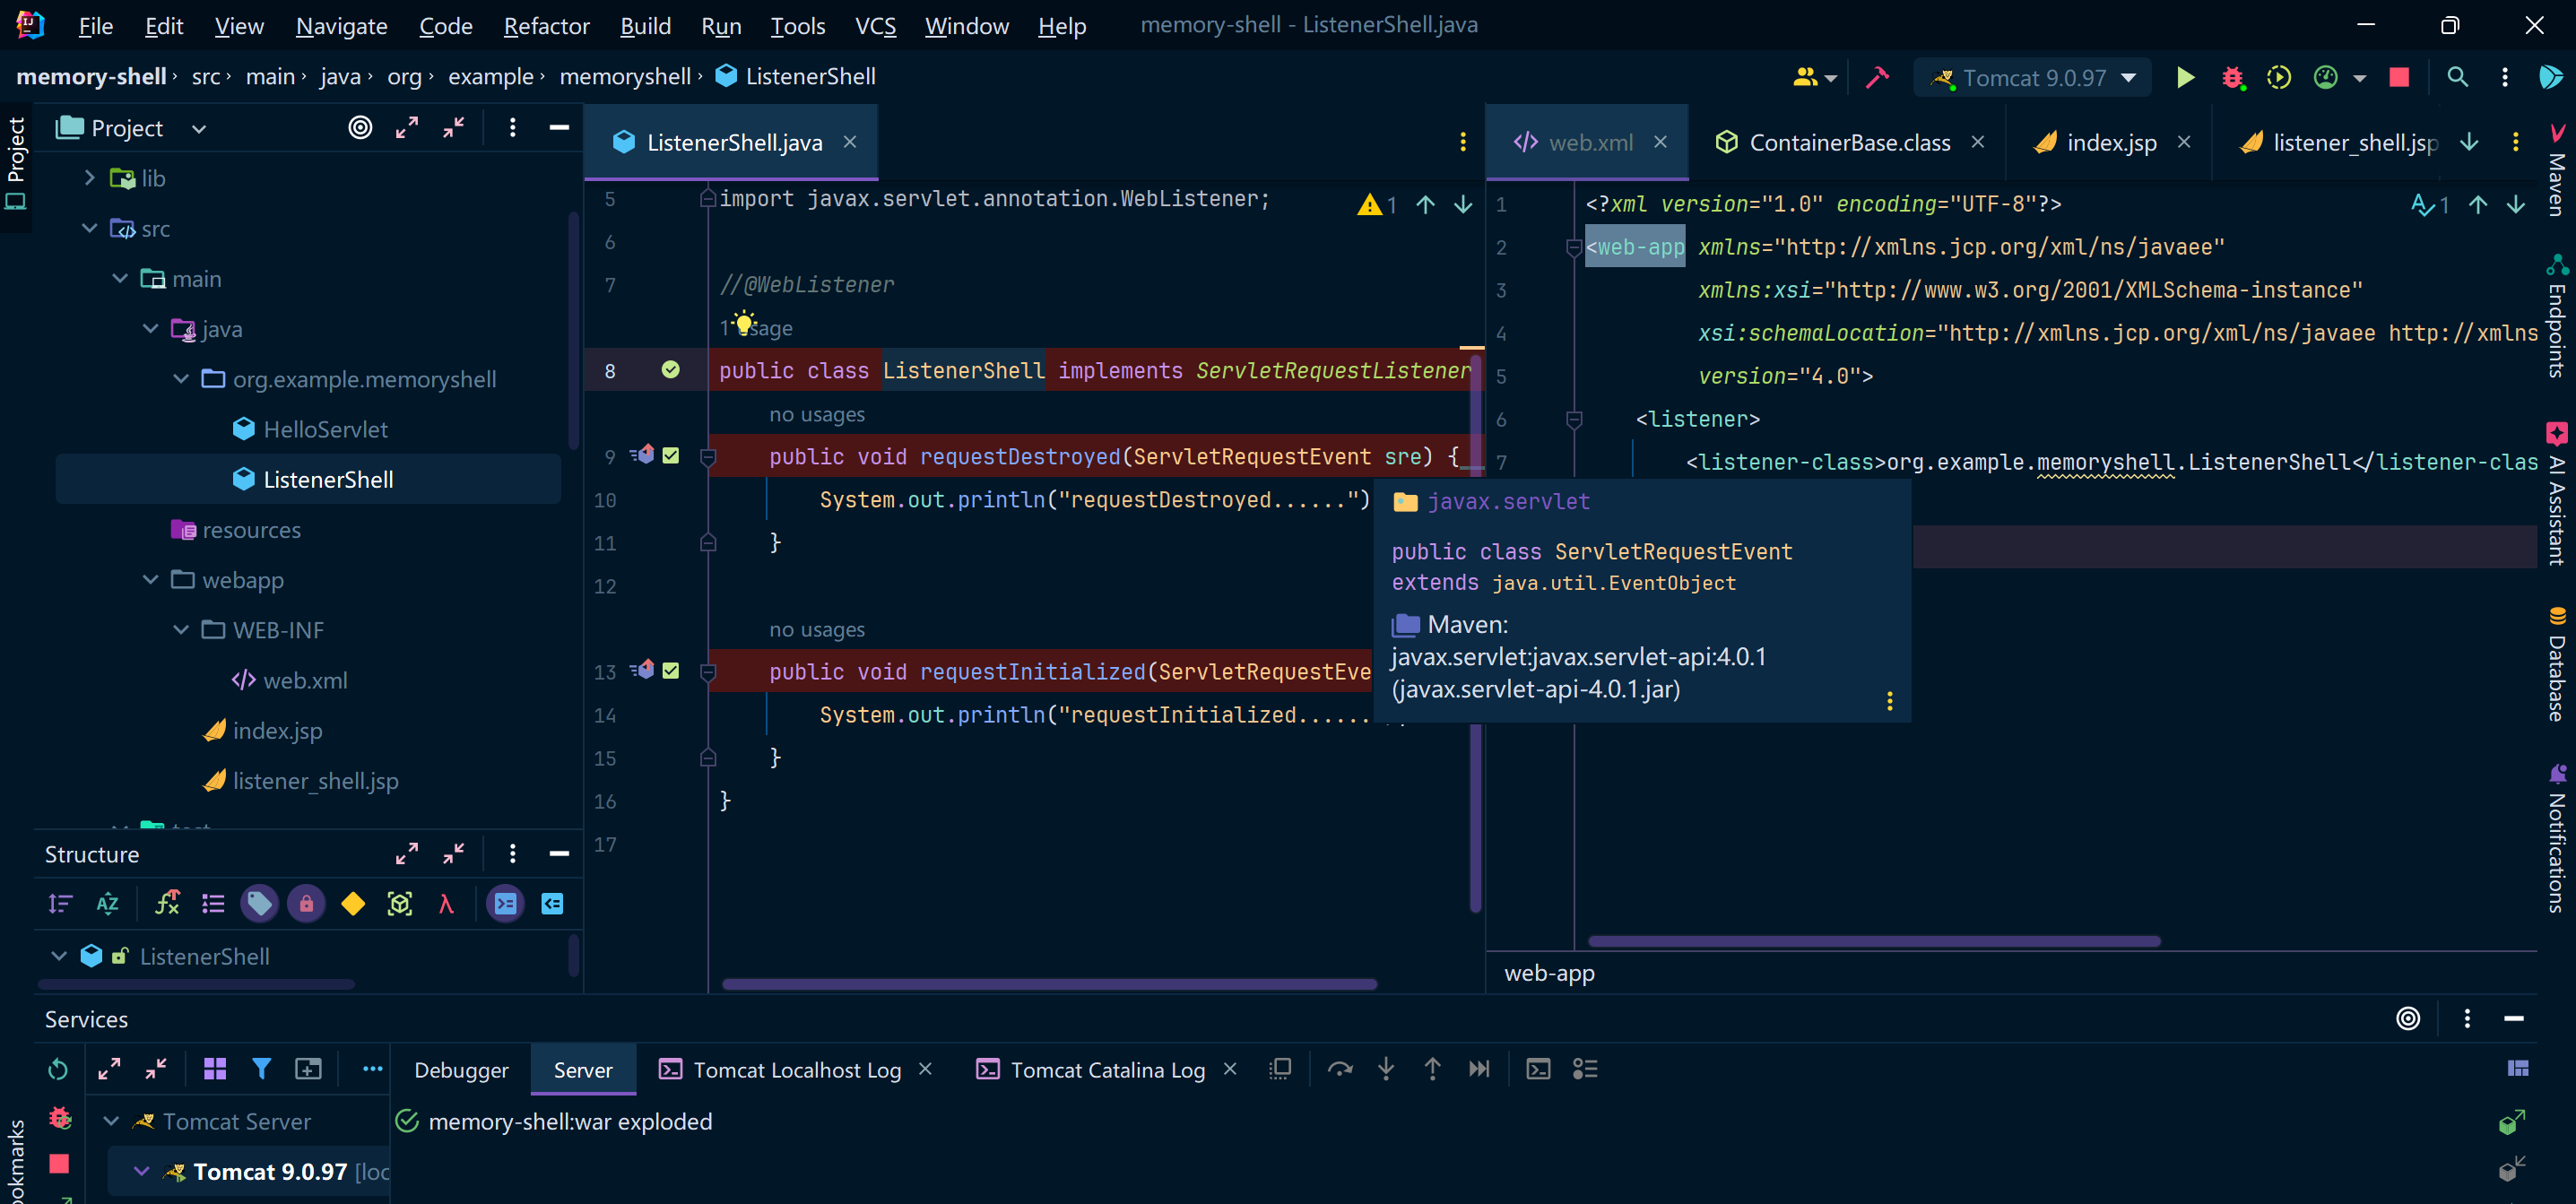 File Edit View Navigate Code Refactor Build Run Tools VCS Window Help memory-shell - ListenerShell.java
memory-shell › src › main › java › org › example › memoryshell › ListenerShell
Tomcat 9.0.97
Project
Project
lib
src
main
java
org.example.memoryshell
HelloServlet
ListenerShell
resources
webapp
WEB-INF
web.xml
index.jsp
listener_shell.jsp
Structure
ListenerShell
ListenerShell.java
1
5 import javax.servlet.annotation.WebListener;
6
7 //@WebListener
8 public class ListenerShell implements ServletRequestListener
no usages
9 public void requestDestroyed(ServletRequestEvent sre) {
10 System.out.println("requestDestroyed......")
11 }
12
no usages
13 public void requestInitialized(ServletRequestEve
14 System.out.println("requestInitialized......
15 }
16 }
17
web.xml ContainerBase.class index.jsp listener_shell.jsp
1
1 <?xml version="1.0" encoding="UTF-8"?>
2 <web-app xmlns="http://xmlns.jcp.org/xml/ns/javaee"
3 xmlns:xsi="http://www.w3.org/2001/XMLSchema-instance"
4 xsi:schemaLocation="http://xmlns.jcp.org/xml/ns/javaee http://xmlns
5 version="4.0">
6 <listener>
7 <listener-class>org.example.memoryshell.ListenerShell</listener-clas
javax.servlet
public class ServletRequestEvent
extends java.util.EventObject
Maven:
javax.servlet:javax.servlet-api:4.0.1
(javax.servlet-api-4.0.1.jar)
web-app
Maven
Endpoints
AI Assistant
Database
Notifications
Services
Debugger Server Tomcat Localhost Log Tomcat Catalina Log
Tomcat Server
Tomcat 9.0.97 [loc
memory-shell:war exploded
ookmarks